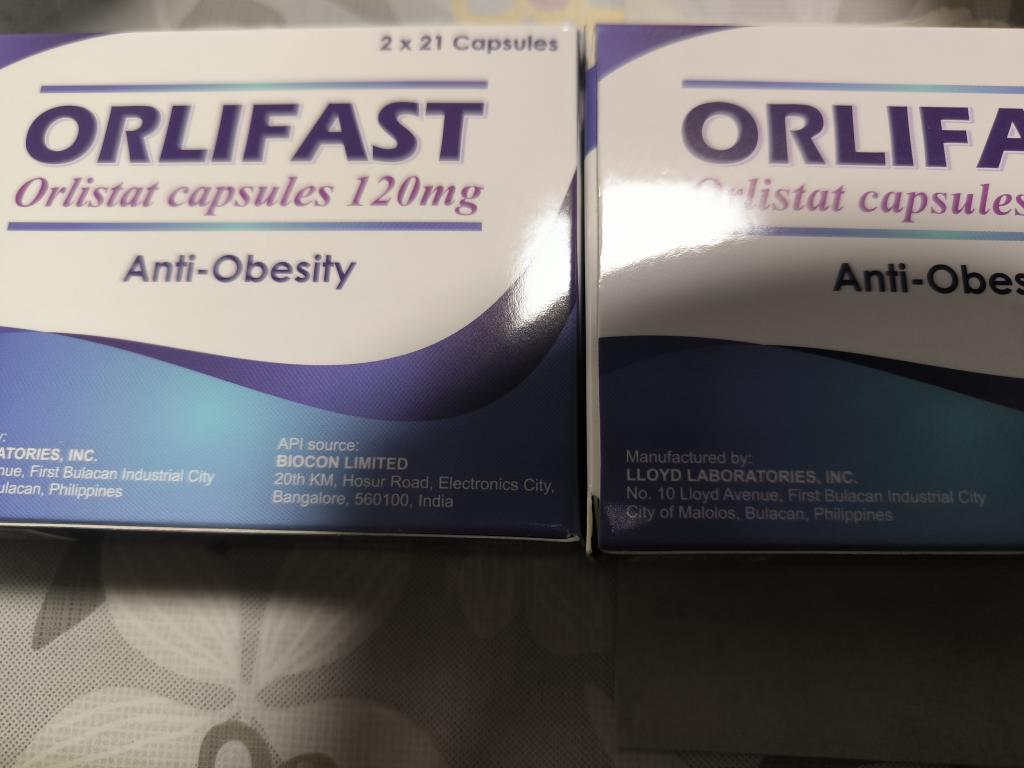 2 x 21 Capsules
ORLIFAST
Orlistat capsules 120mg
Anti-Obesity
ATORIES, INC.
nue, First Bulacan Industrial City
ulacan, Philippines
API source:
BIOCON LIMITED
20th KM, Hosur Road, Electronics City,
Bangalore, 560100, India
ORLIFA
Orlistat capsules
Anti-Obes
Manufactured by:
LLOYD LABORATORIES, INC.
No. 10 Lloyd Avenue, First Bulacan Industrial City
City of Malolos, Bulacan, Philippines